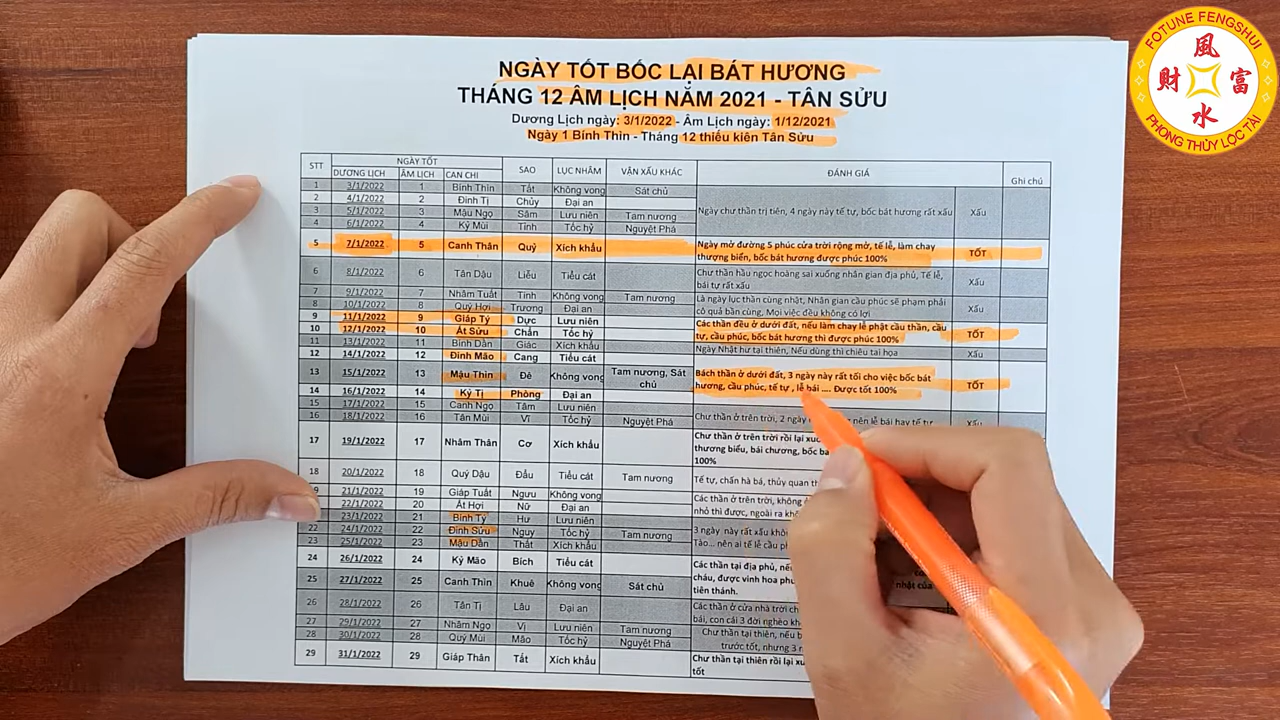 NGÀY TỐT BỐC LẠI BÁT HƯƠNG
THÁNG 12 ÂM LỊCH NĂM 2021 - TÂN SỬU
Dương Lịch ngày: 3/1/2022 - Âm Lịch ngày: 1/12/2021
Ngày 1 Bính Thìn - Tháng 12 thiếu kiên Tân Sửu
STT NGÀY TỐT SAO LỤC NHÂM VẬN XẤU KHÁC ĐÁNH GIÁ Ghi chú
DƯƠNG LỊCH ÂM LỊCH CAN CHI
1 3/1/2022 1 Bính Thìn Tất Không vong Sát chủ
2 4/1/2022 2 Đinh Tị Chủy Đại an
3 5/1/2022 3 Mậu Ngọ Sâm Lưu niên Tam nương
4 6/1/2022 4 Kỷ Mùi Tỉnh Tốc hỷ Nguyệt Phá
Ngày chư thần trị tiên, 4 ngày này tế tự, bốc bát hương rất xấu Xấu
5 7/1/2022 5 Canh Thân Quỷ Xích khẩu
Ngày mở đường 5 phúc cửa trời rộng mở, tế lễ, làm chay
thượng biển, bốc bát hương được phúc 100% TỐT
6 8/1/2022 6 Tân Dậu Liễu Tiểu cát
Chư thần hầu ngọc hoàng sai xuống nhân gian địa phủ, Tế lễ,
bái tự rất xấu
7 9/1/2022 7 Nhâm Tuất Tinh Không vong Tam nương
8 10/1/2022 8 Quý Hợi Trương Đại an
Là ngày lục thần cùng nhật, Nhân gian cầu phúc sẽ phạm phải
cô quả bần cùng, Mọi việc đều không có lợi Xấu
9 11/1/2022 9 Giáp Tý Dực Lưu niên
10 12/1/2022 10 Ất Sửu Chẩn Tốc hỷ
Các thần đều ở dưới đất, nếu làm chay lễ phật cầu thần, cầu
tự, cầu phúc, bốc bát hương thì được phúc 100% TỐT
11 13/1/2022 11 Bính Dần Giác Xích khẩu Ngày Nhật hư tại thiên, Nếu dùng thì chiêu tai họa Xấu
12 14/1/2022 12 Đinh Mão Cang Tiểu cát
13 15/1/2022 13 Mậu Thìn Đê Không vong Tam nương, Sát chủ
14 16/1/2022 14 Kỷ Tị Phòng Đại an
Bách thần ở dưới đất, 3 ngày này rất tối cho việc bốc bát
hương, cầu phúc, tế tự , lễ bái .... Được tốt 100% TỐT
15 17/1/2022 15 Canh Ngọ Tâm Lưu niên
16 18/1/2022 16 Tân Mùi Vĩ Tốc hỷ Nguyệt Phá
Chư thần ở trên trời, 2 ngày nên lễ bái hay tế tự Xấu
17 19/1/2022 17 Nhâm Thân Cơ Xích khẩu
Chư thần ở trên trời rồi lại
thương biểu, bái chương, bốc
100%
18 20/1/2022 18 Quý Dậu Đẩu Tiểu cát Tam nương Tế tự, chấn hà bá, thủy quan
21/1/2022 19 Giáp Tuất Ngưu Không vong
22/1/2022 20 Ất Hợi Nữ Đại an
Các thần ở trên trời, không
nhỏ thì được, ngoài ra
23/1/2022 21 Bính Tý Hư Lưu niên
22 24/1/2022 22 Đinh Sửu Nguy Tốc hỷ Tam nương
23 25/1/2022 23 Mậu Dần Thất Xích khẩu
3 ngày này rất xấu
Táo... nên ai tế lễ cầu
24 26/1/2022 24 Kỷ Mão Bích Tiểu cát
25 27/1/2022 25 Canh Thìn Khuê Không vong Sát chủ
Các thần tại địa phủ,
cháu, được vinh hoa nhật của
tiên thánh.
26 28/1/2022 26 Tân Tị Lâu Đại an
27 29/1/2022 27 Nhâm Ngọ Vị Lưu niên Tam nương
Các thần ở cửa nhà trời
bái, con cái 3 đời nghèo
28 30/1/2022 28 Quý Mùi Mão Tốc hỷ Nguyệt Phá
Chư thần tại thiên, nếu
trước tốt, nhưng 3
29 31/1/2022 29 Giáp Thân Tất Xích khẩu
Chư thần tại thiên rồi lại
tốt
FOTUNE FENGSHUI
風
財 富
水
PHONG THỦY LỘC TÀI